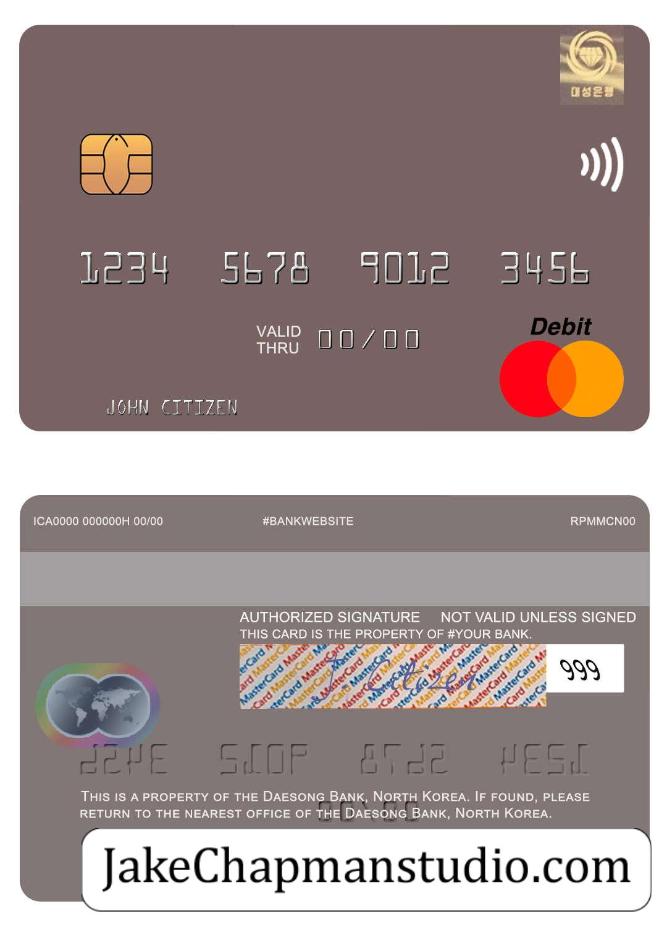 대성은행
1234 5678 9012 3456
Debit
VALID
THRU 00/00
JOHN CITIZEN
ICA0000 000000H 00/00 #BANKWEBSITE RPMMCN00
AUTHORIZED SIGNATURE NOT VALID UNLESS SIGNED
THIS CARD IS THE PROPERTY OF #YOUR BANK.
MasterCard MasterCard MasterCard
J. Citizen
999
THIS IS A PROPERTY OF THE DAESONG BANK, NORTH KOREA. IF FOUND, PLEASE
RETURN TO THE NEAREST OFFICE OF THE DAESONG BANK, NORTH KOREA.
JakeChapmanstudio.com